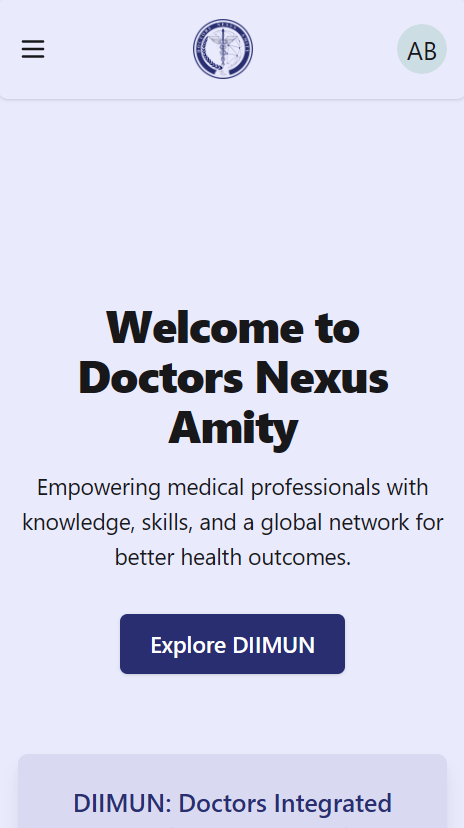 AB
Welcome to
Doctors Nexus
Amity
Empowering medical professionals with
knowledge, skills, and a global network for
better health outcomes.
Explore DIIMUN
DIIMUN: Doctors Integrated